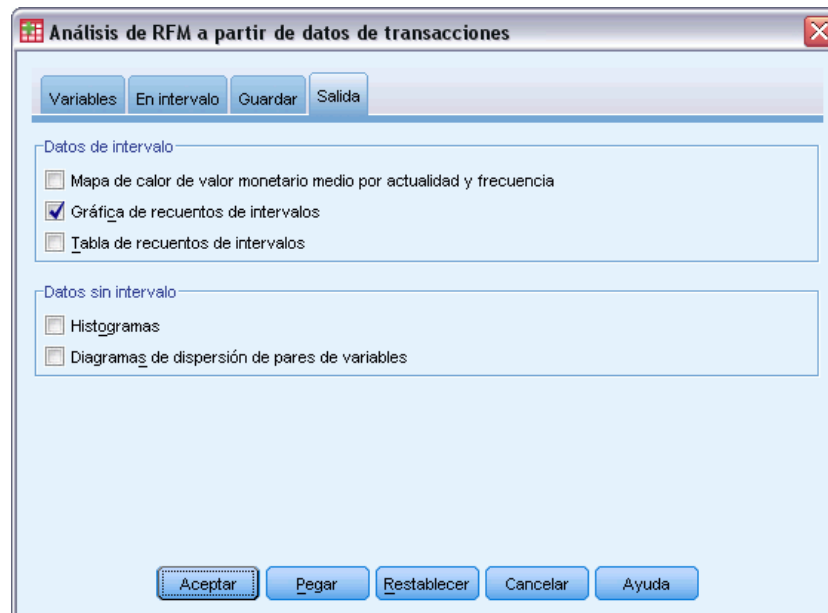 Análisis de RFM a partir de datos de transacciones
Variables En intervalo Guardar Salida
Datos de intervalo
Mapa de calor de valor monetario medio por actualidad y frecuencia
Gráfica de recuentos de intervalos
Tabla de recuentos de intervalos
Datos sin intervalo
Histogramas
Diagramas de dispersión de pares de variables
Aceptar Pegar Restablecer Cancelar Ayuda